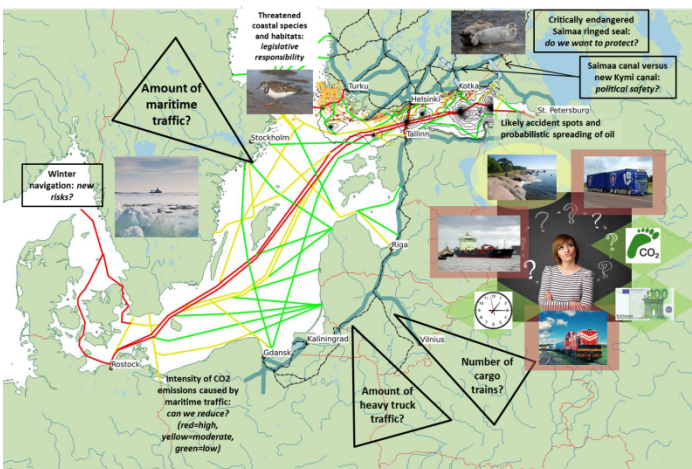 Threatened
coastal species
and habitats:
legislative
responsibility
Critically endangered
Saimaa ringed seal:
do we want to protect?
Saimaa canal versus
new Kymi canal:
political safety?
Amount of
maritime
traffic?
Turku
Helsinki
Kotka
St. Petersburg
Tallinn
Stockholm
Likely accident spots and
probabilistic spreading of oil
Winter
navigation: new
risks?
Riga
CO2
100
Rostock
Gdansk
Kaliningrad
Vilnius
Intensity of CO2
emissions caused by
maritime traffic:
can we reduce?
(red=high,
yellow=moderate,
green=low)
Amount of
heavy truck
traffic?
Number of
cargo
trains?